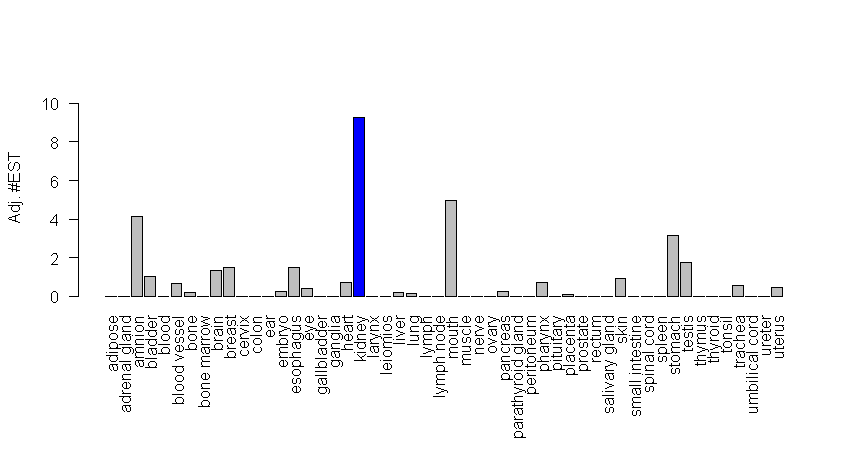 Adj. #EST
10
8
6
4
2
0
adipose
adrenal gland
amnion
bladder
blood
blood vessel
bone
bone marrow
brain
breast
cervix
colon
ear
embryo
esophagus
eye
gallbladder
ganglia
heart
kidney
larynx
leiomios
liver
lung
lymph
lymph node
mouth
muscle
nerve
ovary
pancreas
parathyroid gland
peritoneum
pharynx
pituitary
placenta
prostate
rectum
salivary gland
skin
small intestine
spinal cord
spleen
stomach
testis
thymus
thyroid
tonsil
trachea
umbilical cord
ureter
uterus